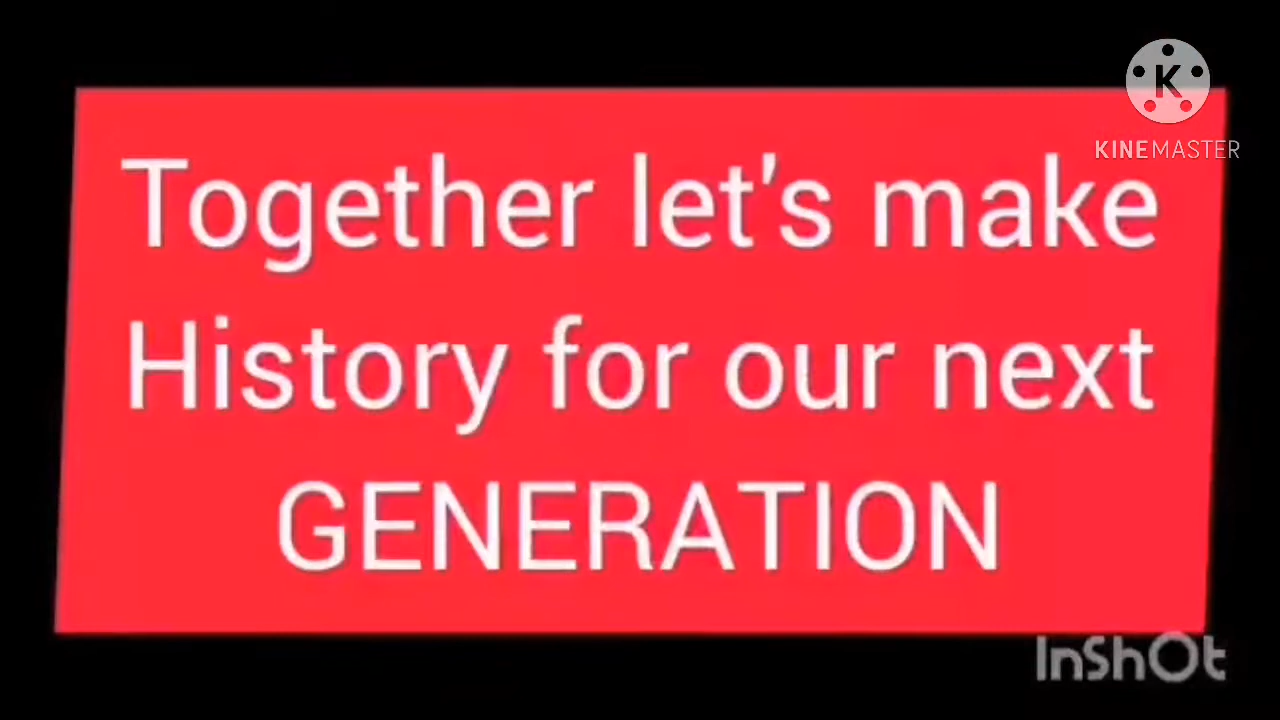 K
KINEMASTER
Together let's make
History for our next
GENERATION
InShOt